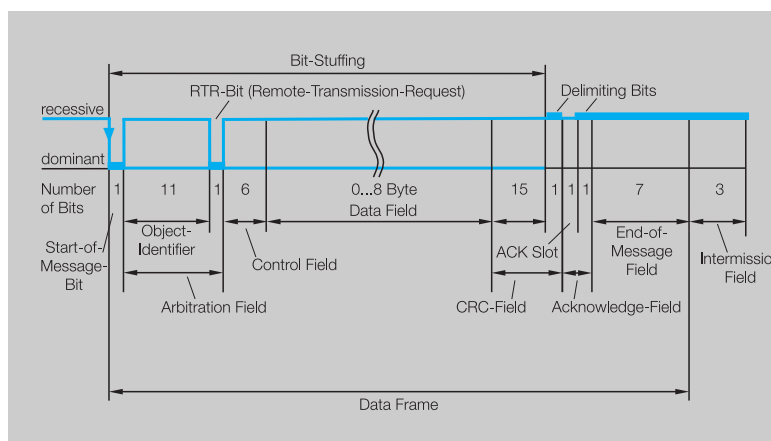 Bit-Stuffing
RTR-Bit (Remote-Transmission-Request)
Delimiting Bits
recessive
dominant
Number of Bits
1
11
1
6
0...8 Byte
15
1
1
1
7
3
Data Field
Start-of-
Message-
Bit
Object-
Identifier
Control Field
Arbitration Field
ACK Slot
CRC-Field
Acknowledge-Field
End-of-
Message
Field
Intermissic
Field
Data Frame